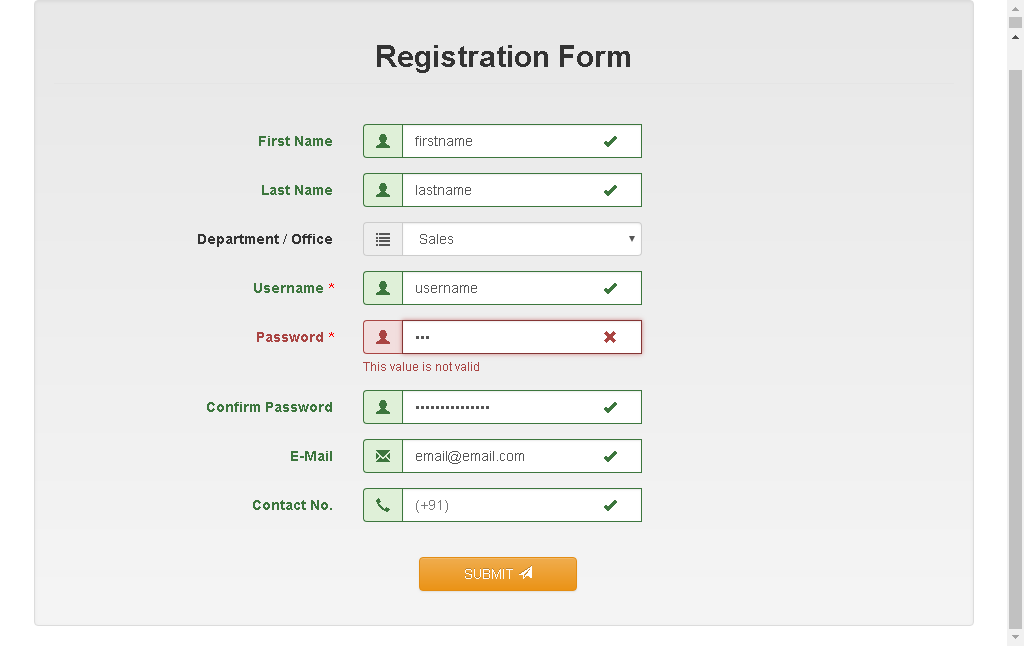 Registration Form
First Name firstname
Last Name lastname
Department / Office Sales
Username * username
Password * •••
This value is not valid
Confirm Password •••••••••••••••
E-Mail email@email.com
Contact No. (+91)
SUBMIT